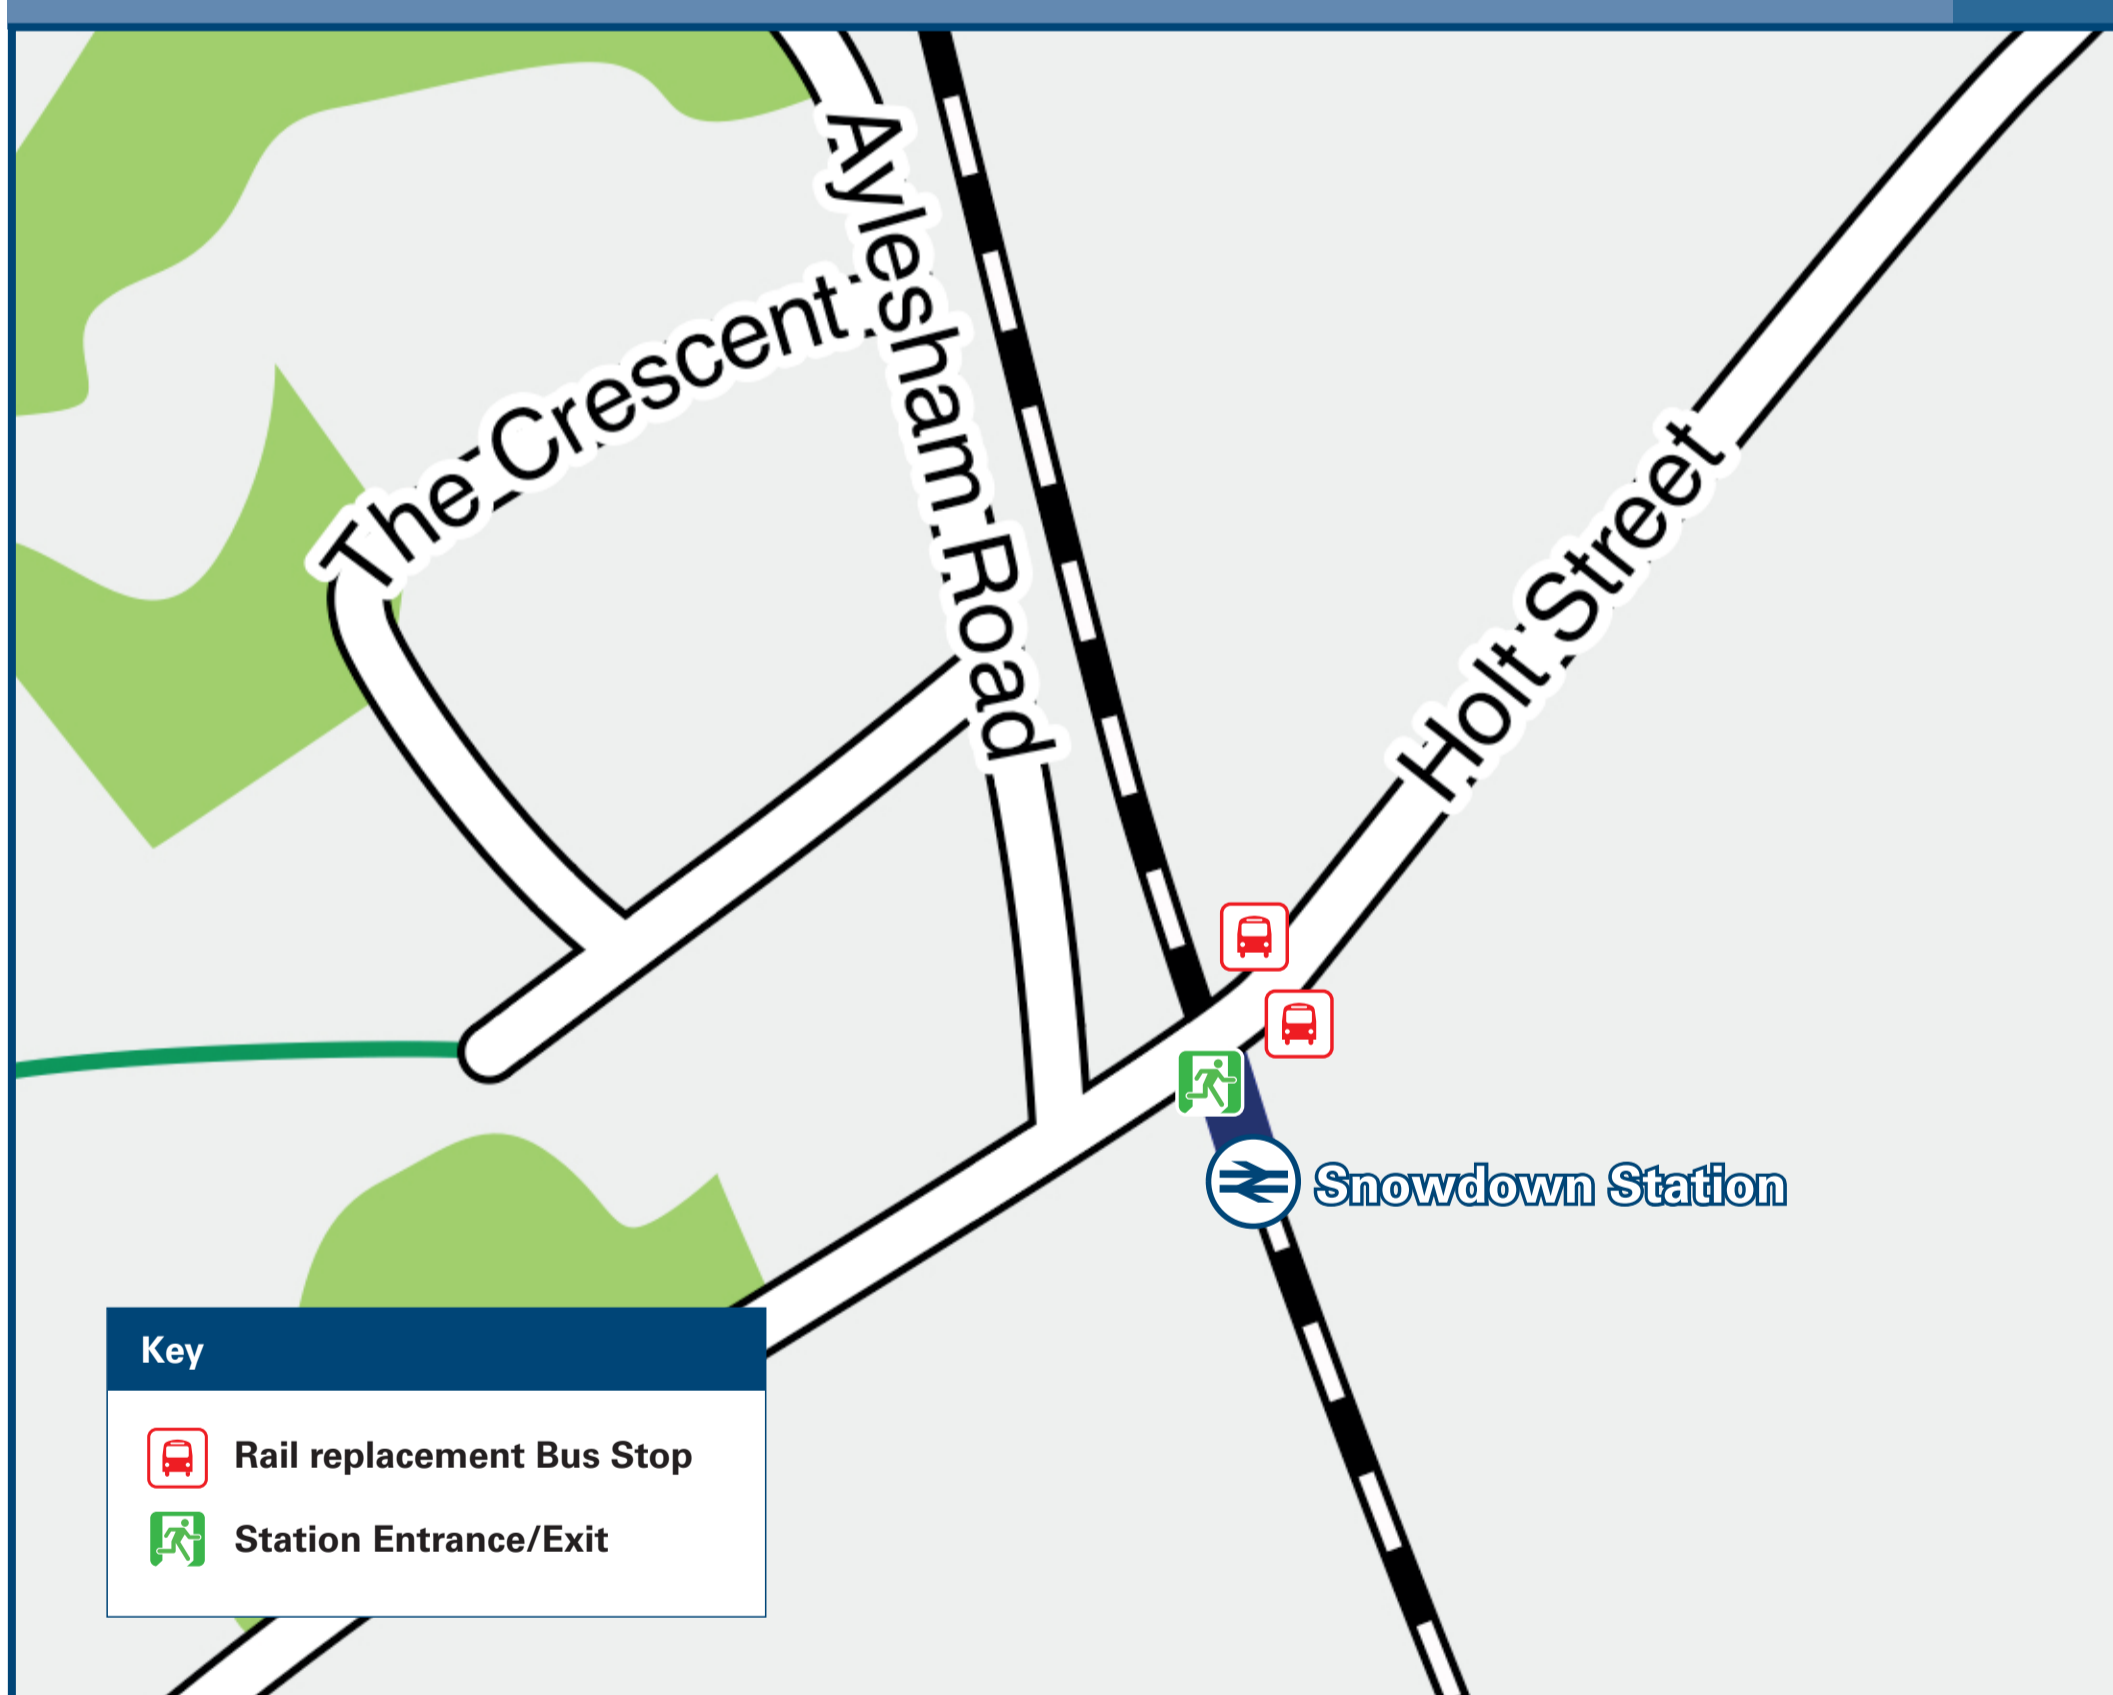 Aylesham Road
The Crescent
Holt Street
Snowdown Station
Key
Rail replacement Bus Stop
Station Entrance/Exit